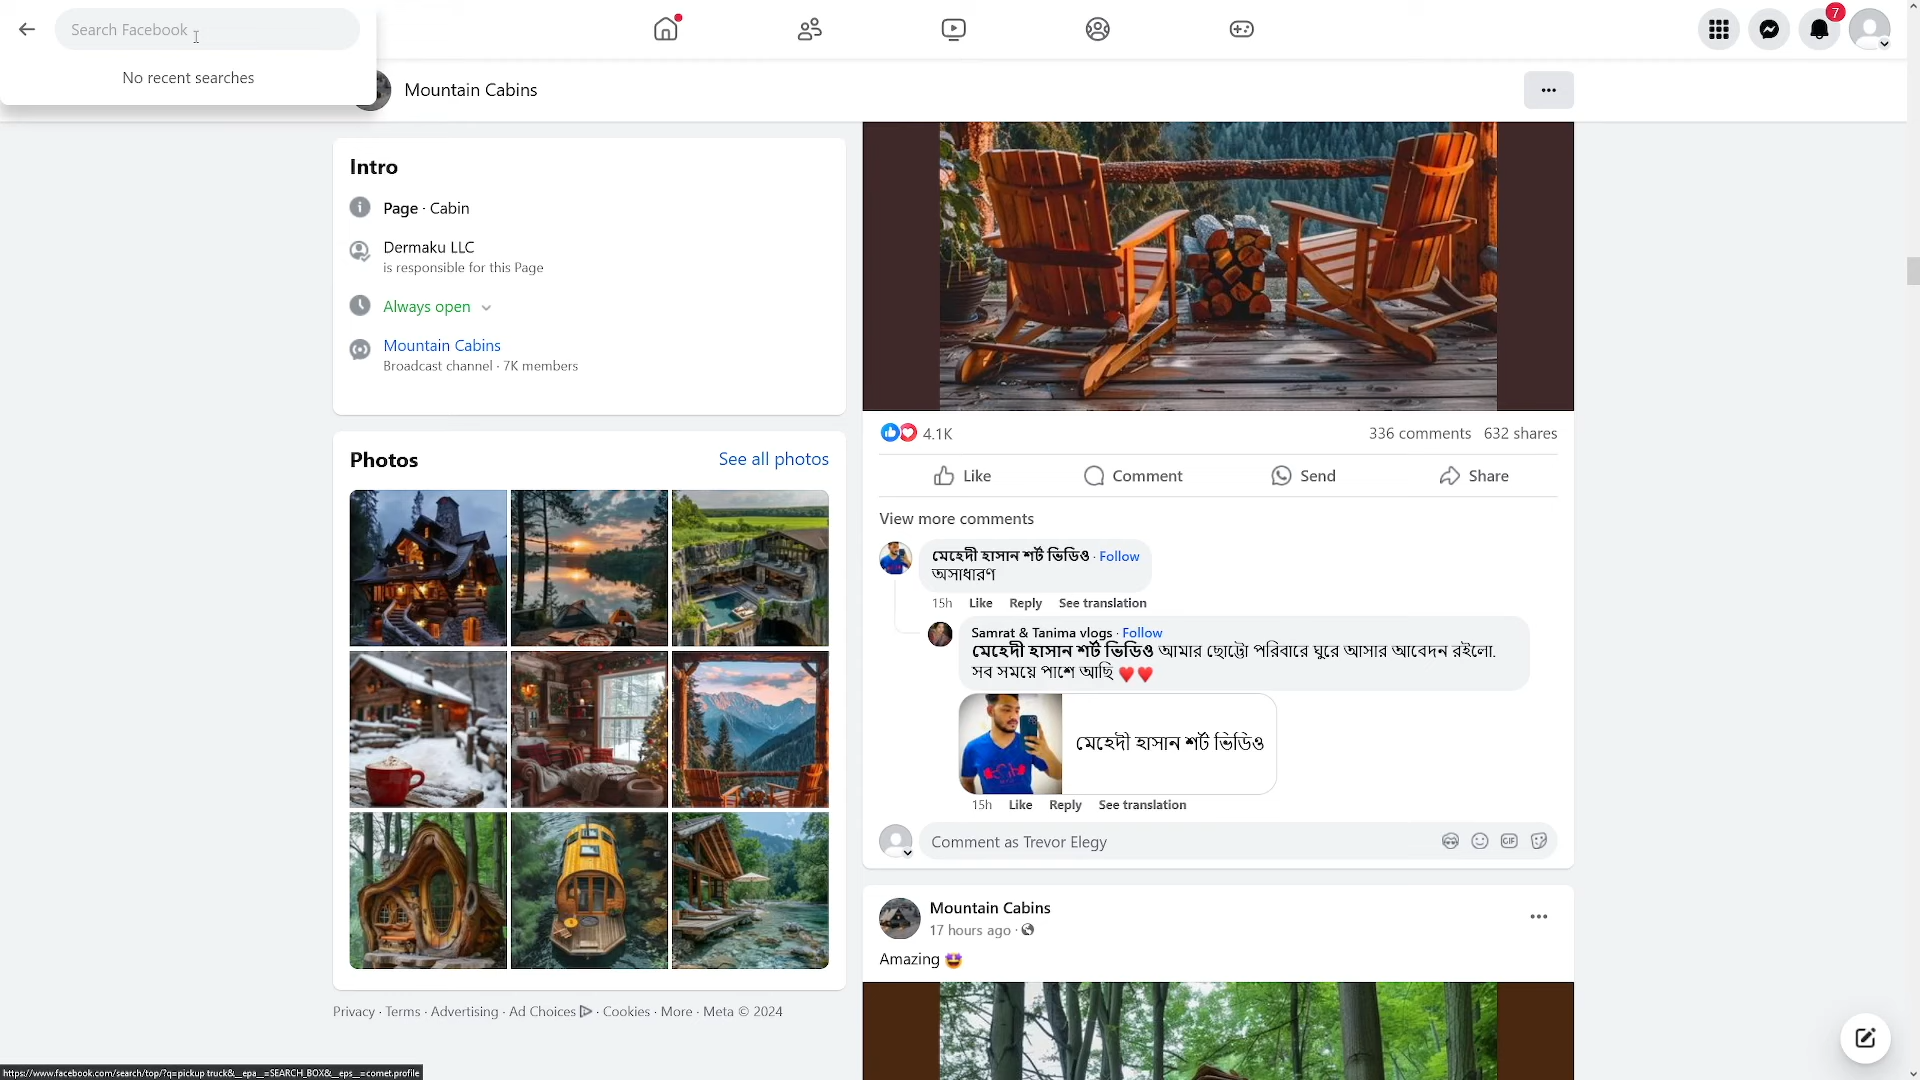 Search Facebook
7
No recent searches
Mountain Cabins
Intro
Page · Cabin
Dermaku LLC
is responsible for this Page
Always open
Mountain Cabins
Broadcast channel · 7K members
Photos
See all photos
Privacy · Terms · Advertising · Ad Choices · Cookies · More · Meta © 2024
4.1K
336 comments 632 shares
Like Comment Send Share
View more comments
মেহেদী হাসান শর্ট ভিডিও · Follow
অসাধারণ
15h Like Reply See translation
Samrat & Tanima vlogs · Follow
মেহেদী হাসান শর্ট ভিডিও আমার ছোট্টো পরিবারে ঘুরে আসার আবেদন রইলো.
সব সময়ে পাশে আছি ❤️❤️
মেহেদী হাসান শর্ট ভিডিও
15h Like Reply See translation
Comment as Trevor Elegy
GIF
Mountain Cabins
17 hours ago ·
Amazing 🤩
https://www.facebook.com/search/top/?q=pickup truck&__epa__=SEARCH_BOX&__eps__=comet.profile